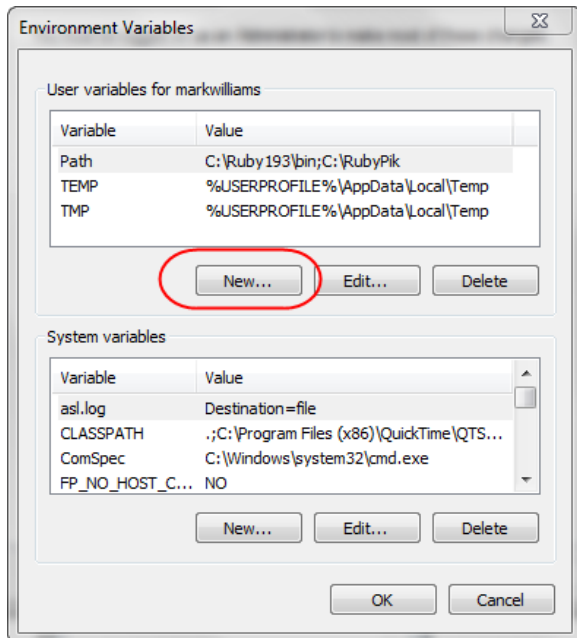 Environment Variables
User variables for markwilliams
Variable Value
Path C:\Ruby193\bin;C:\RubyPik
TEMP %USERPROFILE%\AppData\Local\Temp
TMP %USERPROFILE%\AppData\Local\Temp
New... Edit... Delete
System variables
Variable Value
asl.log Destination=file
CLASSPATH .;C:\Program Files (x86)\QuickTime\QTS...
ComSpec C:\Windows\system32\cmd.exe
FP_NO_HOST_C... NO
New... Edit... Delete
OK Cancel